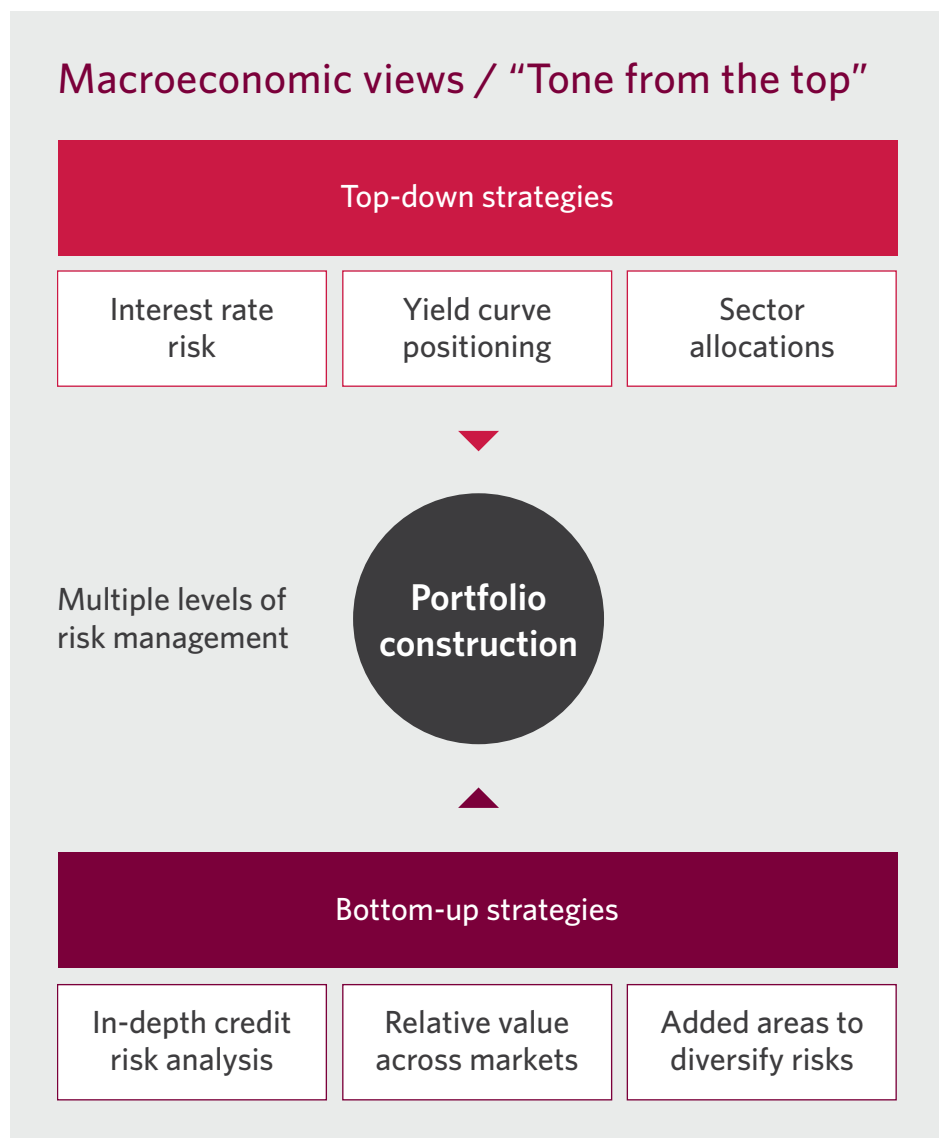 Macroeconomic views / “Tone from the top”
Top-down strategies
Interest rate
risk
Yield curve
positioning
Sector
allocations
Multiple levels of
risk management
Portfolio
construction
Bottom-up strategies
In-depth credit
risk analysis
Relative value
across markets
Added areas to
diversify risks